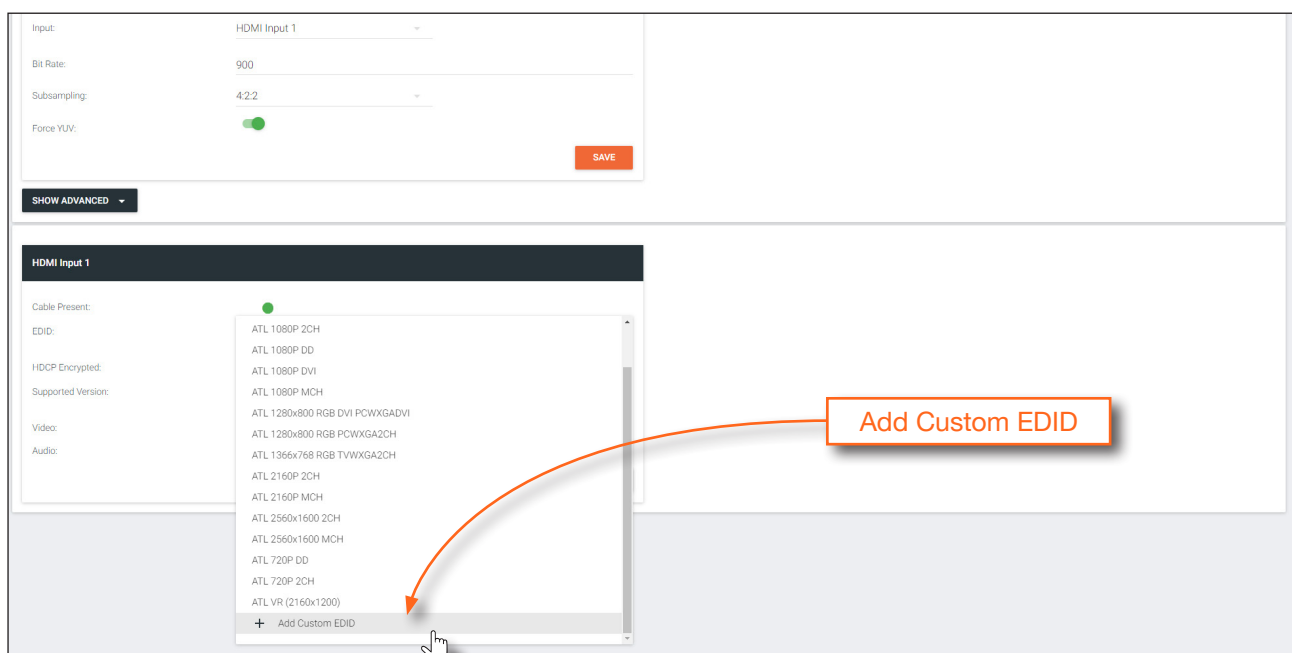 Input: HDMI Input 1
Bit Rate: 900
Subsampling: 4:2:2
Force YUV:
SAVE
SHOW ADVANCED
HDMI Input 1
Cable Present:
EDID:
HDCP Encrypted:
Supported Version:
Video:
Audio:
ATL 1080P 2CH
ATL 1080P DD
ATL 1080P DVI
ATL 1080P MCH
ATL 1280x800 RGB DVI PCWXGADVI
ATL 1280x800 RGB PCWXGA2CH
ATL 1366x768 RGB TVWXGA2CH
ATL 2160P 2CH
ATL 2160P MCH
ATL 2560x1600 2CH
ATL 2560x1600 MCH
ATL 720P DD
ATL 720P 2CH
ATL VR (2160x1200)
+ Add Custom EDID
Add Custom EDID